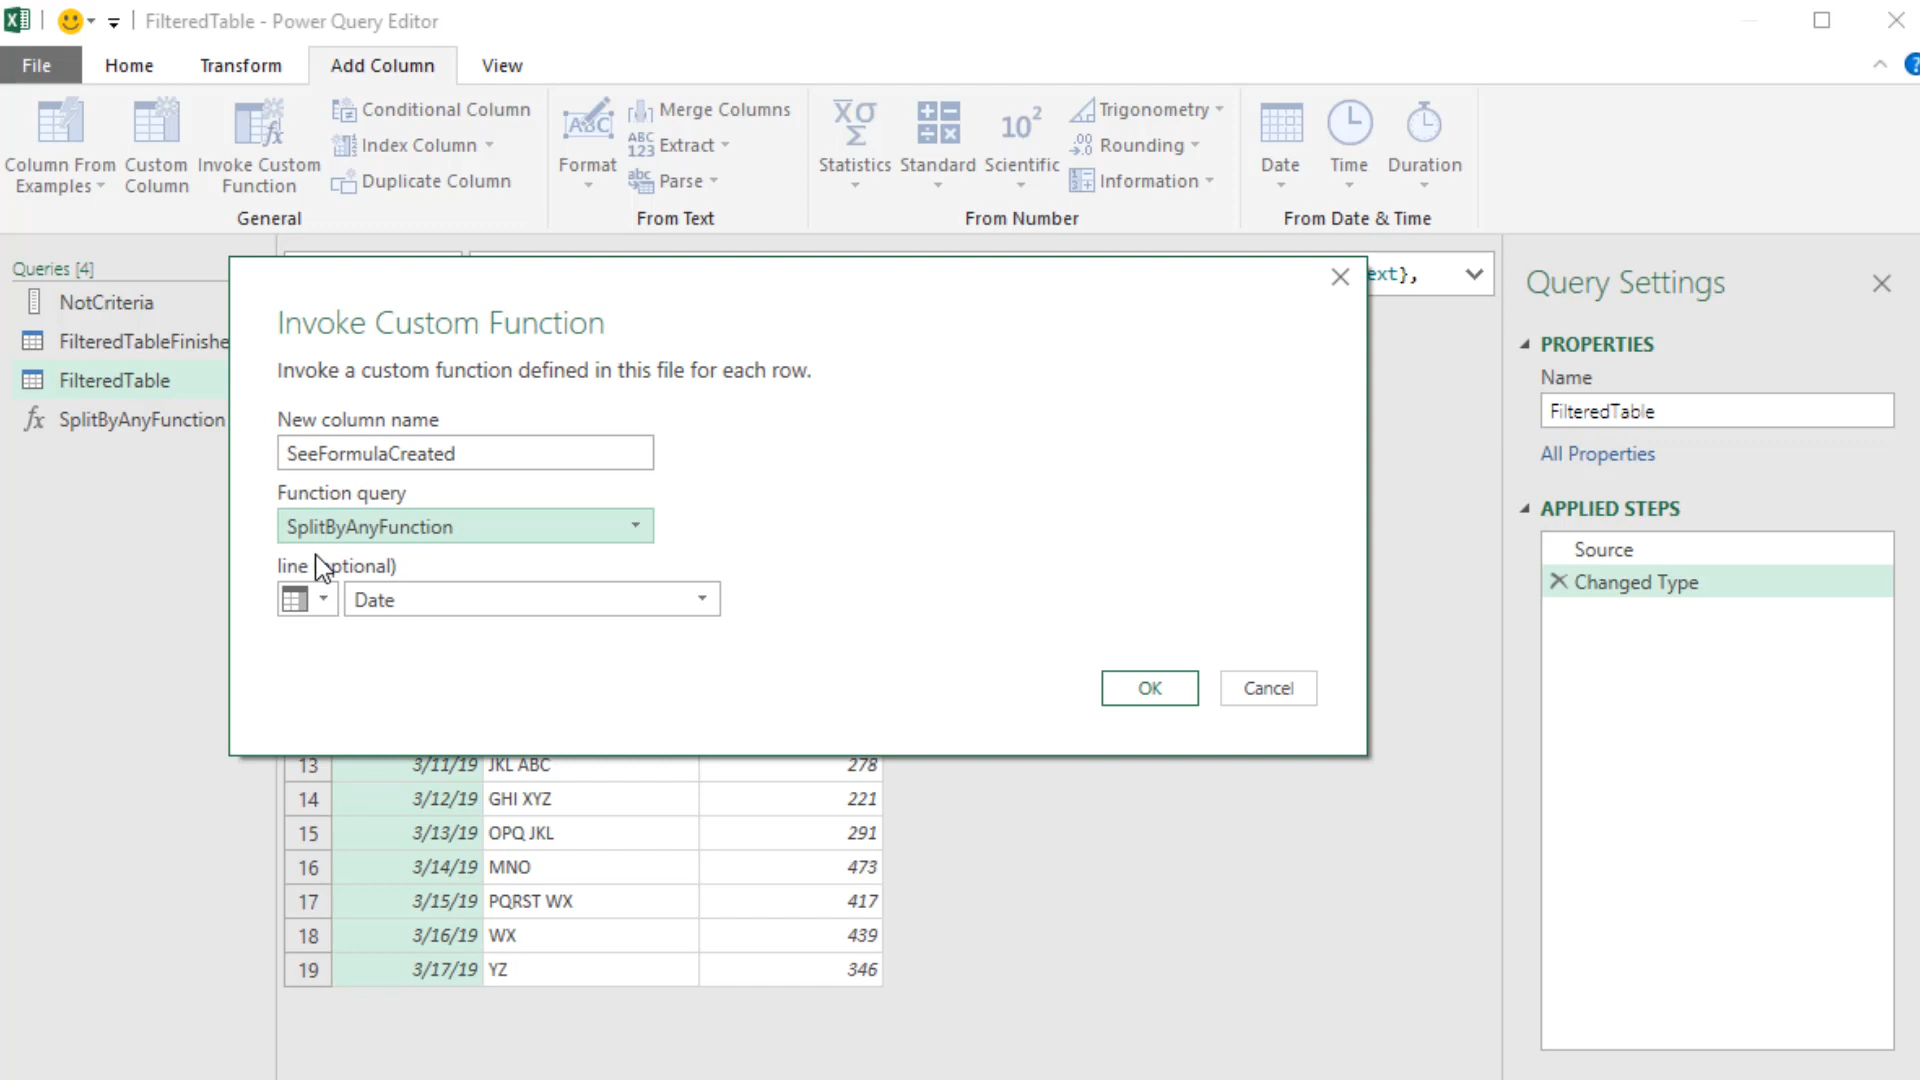 FilteredTable - Power Query Editor
File
Home
Transform
Add Column
View
Column From
Examples
Custom
Column
Invoke Custom
Function
Conditional Column
Index Column
Duplicate Column
General
Format
Merge Columns
Extract
Parse
From Text
Statistics
Standard
Scientific
Trigonometry
Rounding
Information
From Number
Date
Time
Duration
From Date & Time
Queries [4]
NotCriteria
FilteredTableFinishe
FilteredTable
SplitByAnyFunction
ext},
Invoke Custom Function
Invoke a custom function defined in this file for each row.
New column name
SeeFormulaCreated
Function query
SplitByAnyFunction
line
Date
OK
Cancel
13 3/11/19 JKL ABC 278
14 3/12/19 GHI XYZ 221
15 3/13/19 OPQ JKL 291
16 3/14/19 MNO 473
17 3/15/19 PQRST WX 417
18 3/16/19 WX 439
19 3/17/19 YZ 346
Query Settings
PROPERTIES
Name
FilteredTable
All Properties
APPLIED STEPS
Source
Changed Type